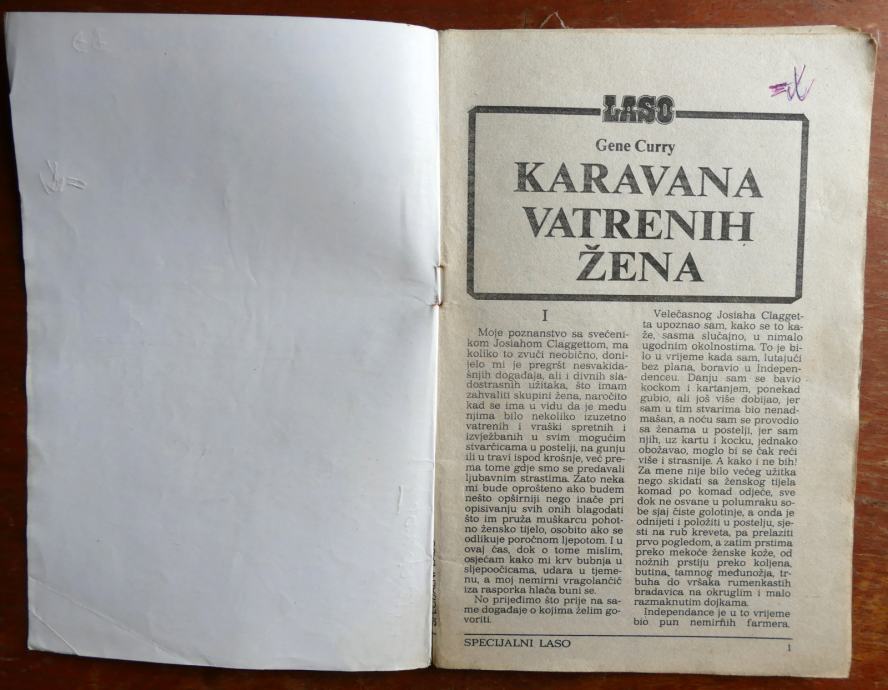 LASO
Gene Curry
KARAVANA
VATRENIH
ŽENA
I
Moje poznanstvo sa svećeni-
kom Josiahom Claggettom, ma
koliko to zvuči neobično, doni-
jelo mi je pregršt nesvakida-
šnjih događaja, ali i divnih sla-
dostrasnih užitaka, što imam
zahvaliti skupini žena, naročito
kad se ima u vidu da je među
njima bilo nekoliko izuzetno
vatrenih i vraški spretnih i
izvježbanih u svim mogućim
stvarčicama u postelji, na gunju
ili u travi ispod krošnje, već pre-
ma tome gdje smo se predavali
ljubavnim strastima. Zato neka
mi bude oprošteno ako budem
nešto opširniji nego inače pri
opisivanju svih onih blagodati
što im pruža muškarcu pohot-
no žensko tijelo, osobito ako se
odlikuje poročnom ljepotom. I u
ovaj čas, dok o tome mislim,
osjećam kako mi krv bubnja u
sljepoočicama, udara u tjeme-
nu, a moj nemirni vragolančić
iza rasporka hlača buni se.
No prijeđimo što prije na sa-
me događaje o kojima želim go-
voriti.
Velečasnog Josiaha Clagget-
ta upoznao sam, kako se to ka-
že, sasma slučajno, u nimalo
ugodnim okolnostima. To je bi-
lo u vrijeme kada sam, lutajući
bez plana, boravio u Indepen-
denceu. Danju sam se bavio
kockom i kartanjem, ponekad
gubio, ali još više dobijao, jer
sam u tim stvarima bio nenad-
mašan, a noću sam se provodio
sa ženama u postelji, jer sam
njih, uz kartu i kocku, jednako
obožavao, moglo bi se čak reći
više i strasnije. A kako i ne bih!
Za mene nije bilo većeg užitka
nego skidati sa ženskog tijela
komad po komad odjeće, sve
dok ne osvane u polumraku so-
be sjaj čiste golotinje, a onda je
odnijeti i položiti u postelju, sje-
sti na rub kreveta, pa prelaziti
prvo pogledom, a zatim prstima
preko mekoće ženske kože, od
nožnih prstiju preko koljena,
butina, tamnog međunožja, tr-
buha do vršaka rumenkastih
bradavica na okruglim i malo
razmaknutim dojkama.
Independance je u to vrijeme
bio pun nemirnih farmera.
SPECIJALNI LASO
1